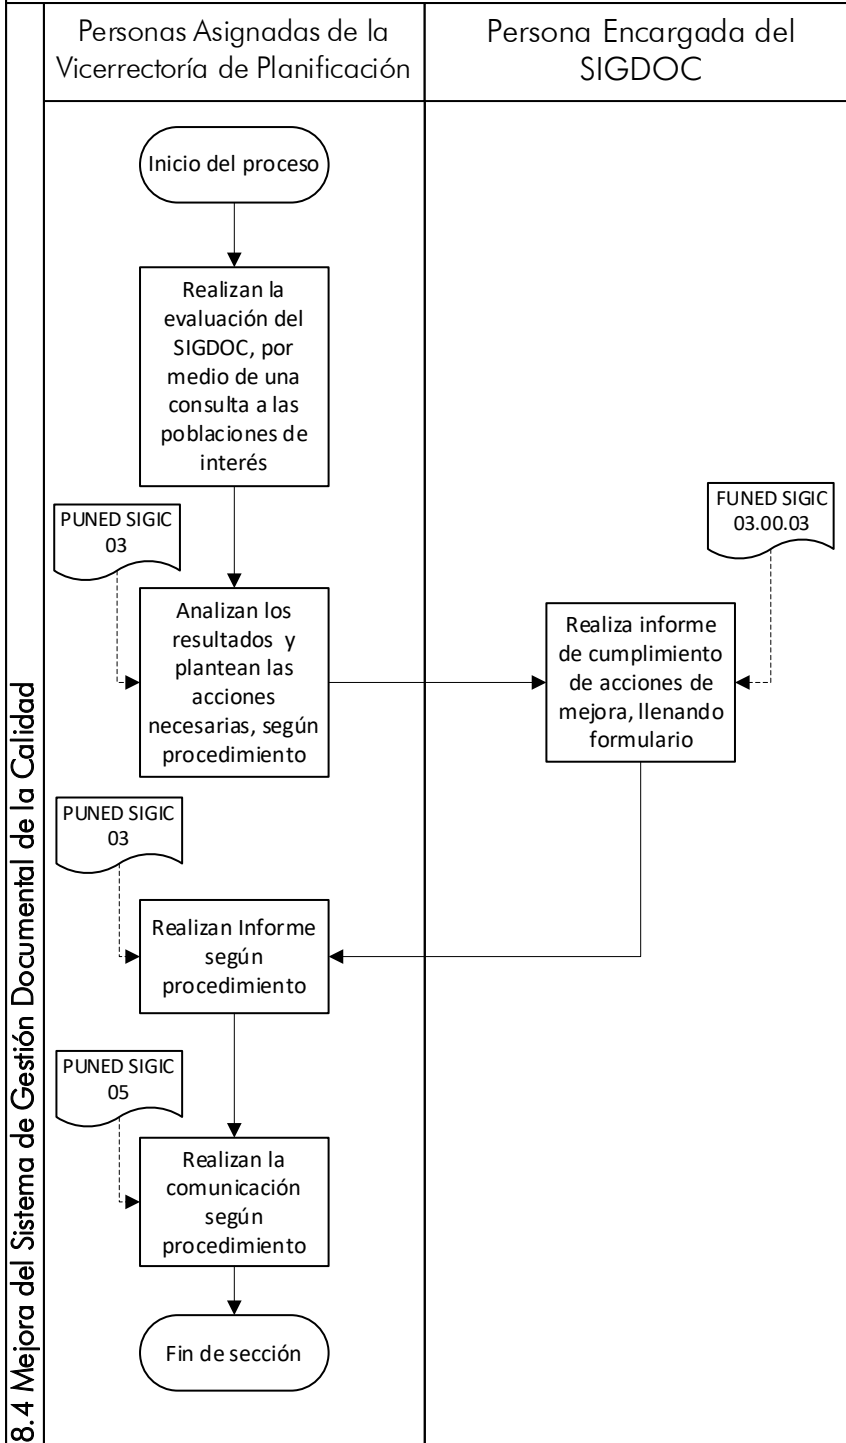 Personas Asignadas de la
Vicerrectoría de Planificación
Persona Encargada del
SIGDOC
8.4 Mejora del Sistema de Gestión Documental de la Calidad
Inicio del proceso
Realizan la
evaluación del
SIGDOC, por
medio de una
consulta a las
poblaciones de
interés
PUNED SIGIC
03
Analizan los
resultados y
plantean las
acciones
necesarias, según
procedimiento
FUNED SIGIC
03.00.03
Realiza informe
de cumplimiento
de acciones de
mejora, llenando
formulario
PUNED SIGIC
03
Realizan Informe
según
procedimiento
PUNED SIGIC
05
Realizan la
comunicación
según
procedimiento
Fin de sección